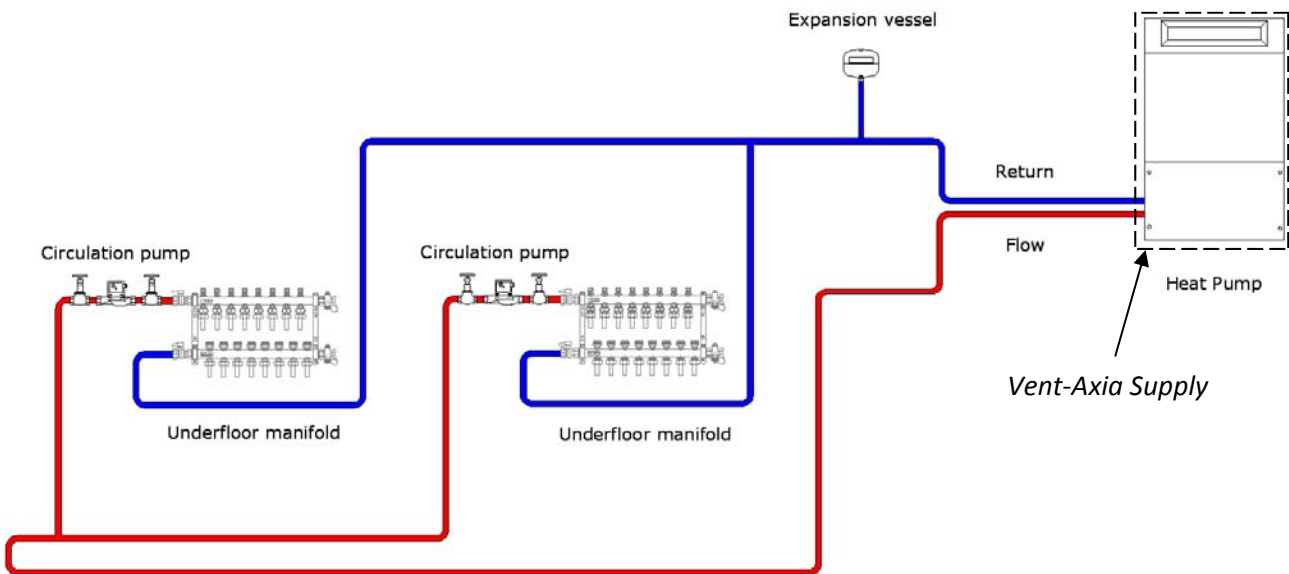 Expansion vessel
Return
Circulation pump
Circulation pump
Flow
Heat Pump
Vent-Axia Supply
Underfloor manifold
Underfloor manifold